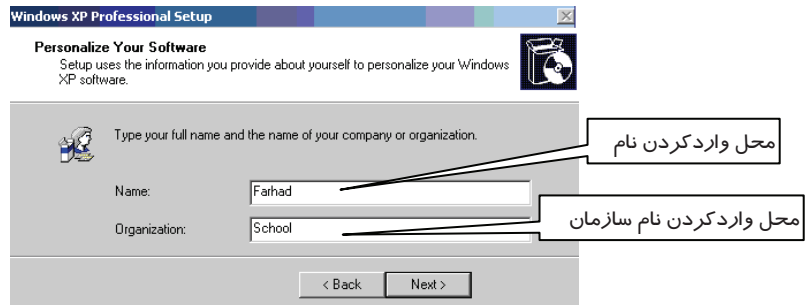 Windows XP Professional Setup
Personalize Your Software
Setup uses the information you provide about yourself to personalize your Windows
XP software.
Type your full name and the name of your company or organization.
محل واردکردن نام
Name:
Farhad
محل واردکردن نام سازمان
Organization:
School
< Back
Next >